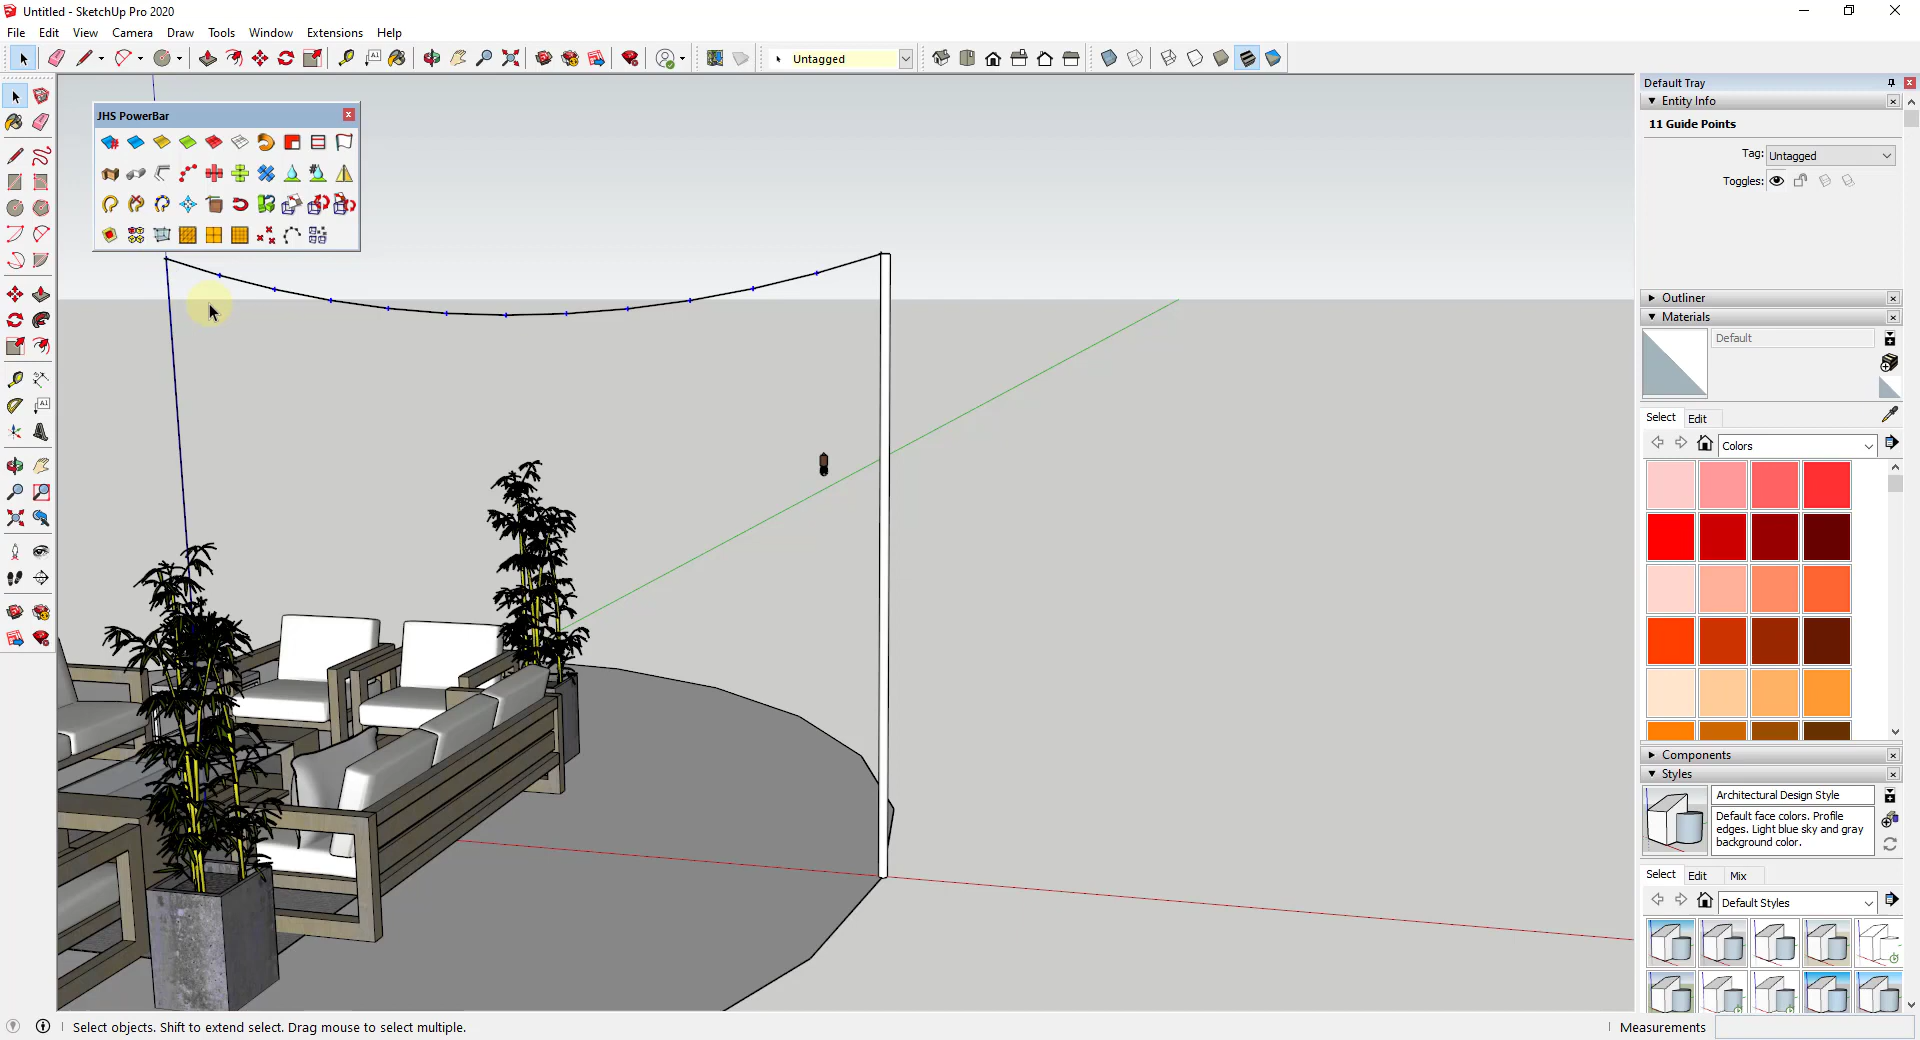 Untitled - SketchUp Pro 2020
File Edit View Camera Draw Tools Window Extensions Help
Untagged
JHS PowerBar
Default Tray
Entity Info
11 Guide Points
Tag: Untagged
Toggles:
Outliner
Materials
Default
Select Edit
Colors
Components
Styles
Architectural Design Style
Default face colors. Profile
edges. Light blue sky and gray
background color.
Select Edit Mix
Default Styles
Select objects. Shift to extend select. Drag mouse to select multiple.
Measurements